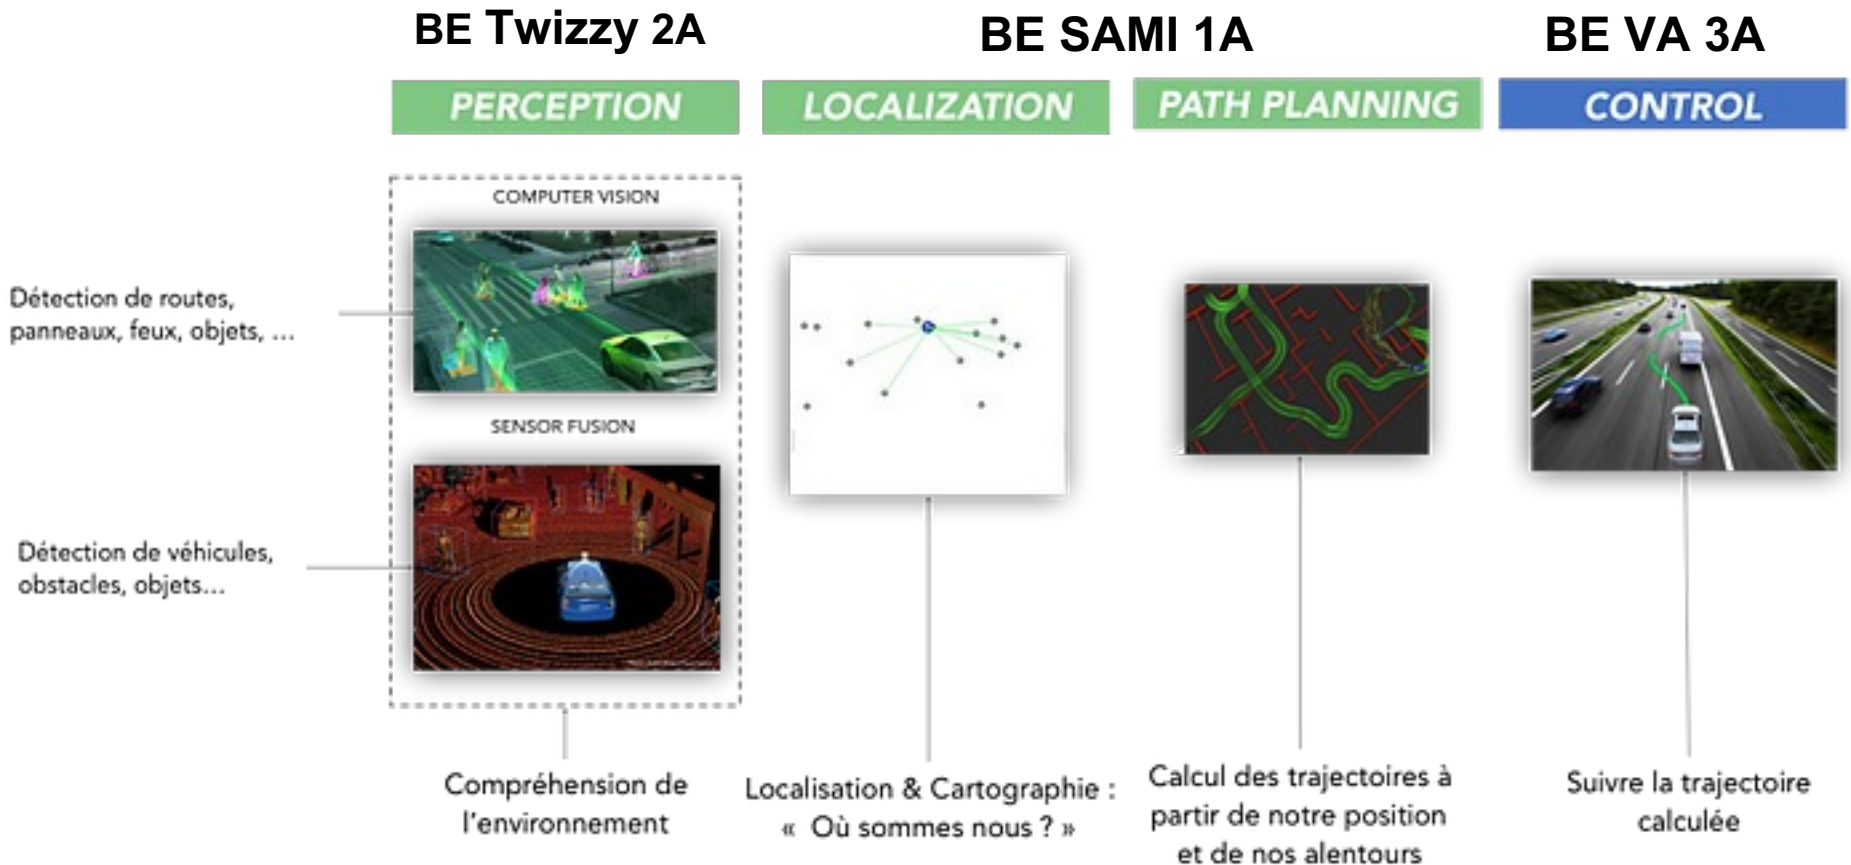 BE Twizzy 2A
BE SAMI 1A
BE VA 3A
PERCEPTION
LOCALIZATION
PATH PLANNING
CONTROL
COMPUTER VISION
Détection de routes,
panneaux, feux, objets, ...
SENSOR FUSION
Détection de véhicules,
obstacles, objets...
Compréhension de
l'environnement
Localisation & Cartographie :
« Où sommes nous ? »
Calcul des trajectoires à
partir de notre position
et de nos alentours
Suivre la trajectoire
calculée